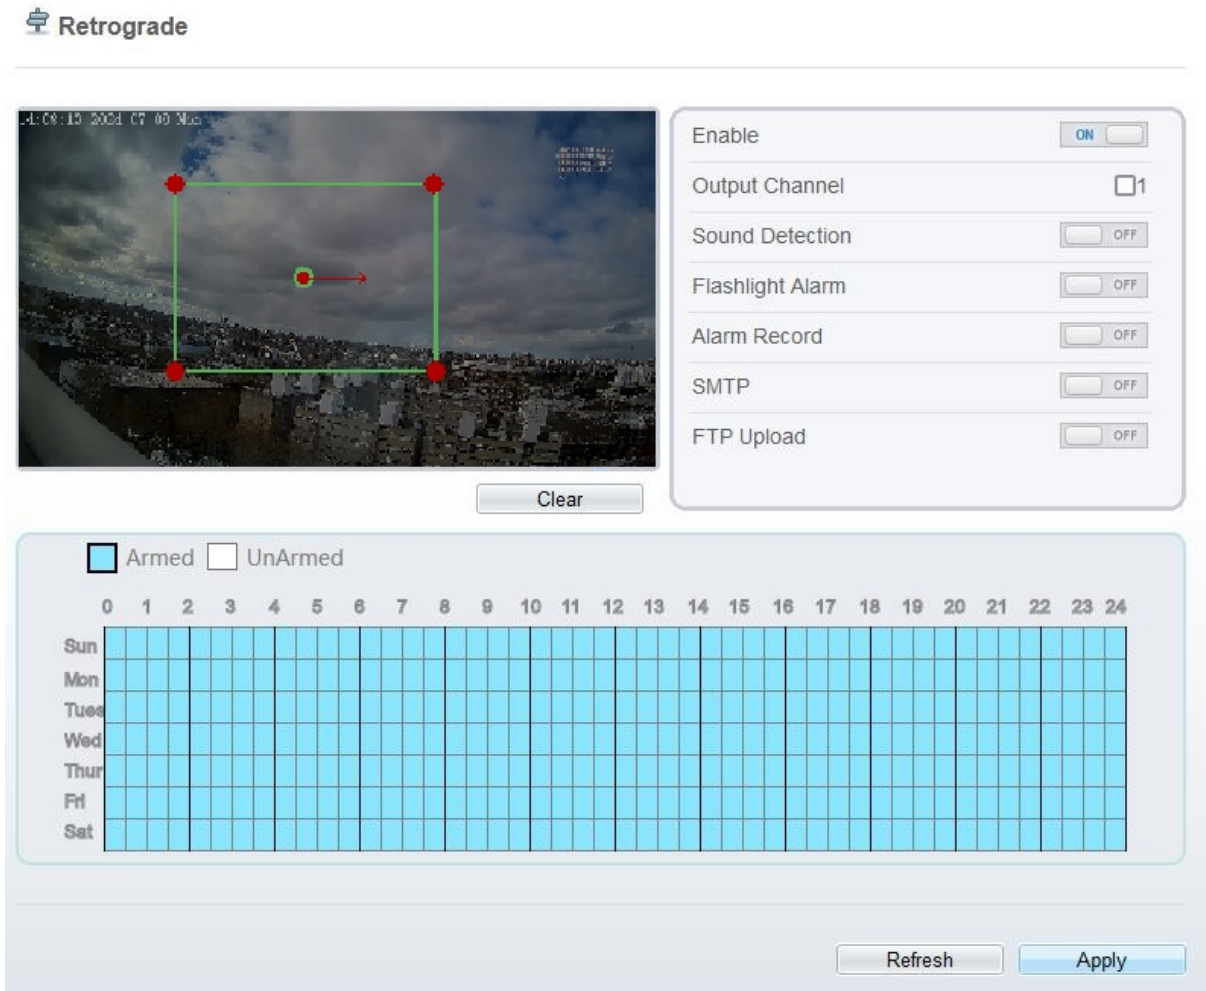 Retrograde
Enable ON
Output Channel 1
Sound Detection OFF
Flashlight Alarm OFF
Alarm Record OFF
SMTP OFF
FTP Upload OFF
Clear
Armed UnArmed
0 1 2 3 4 5 6 7 8 9 10 11 12 13 14 15 16 17 18 19 20 21 22 23 24
Sun
Mon
Tues
Wed
Thur
Fri
Sat
Refresh Apply